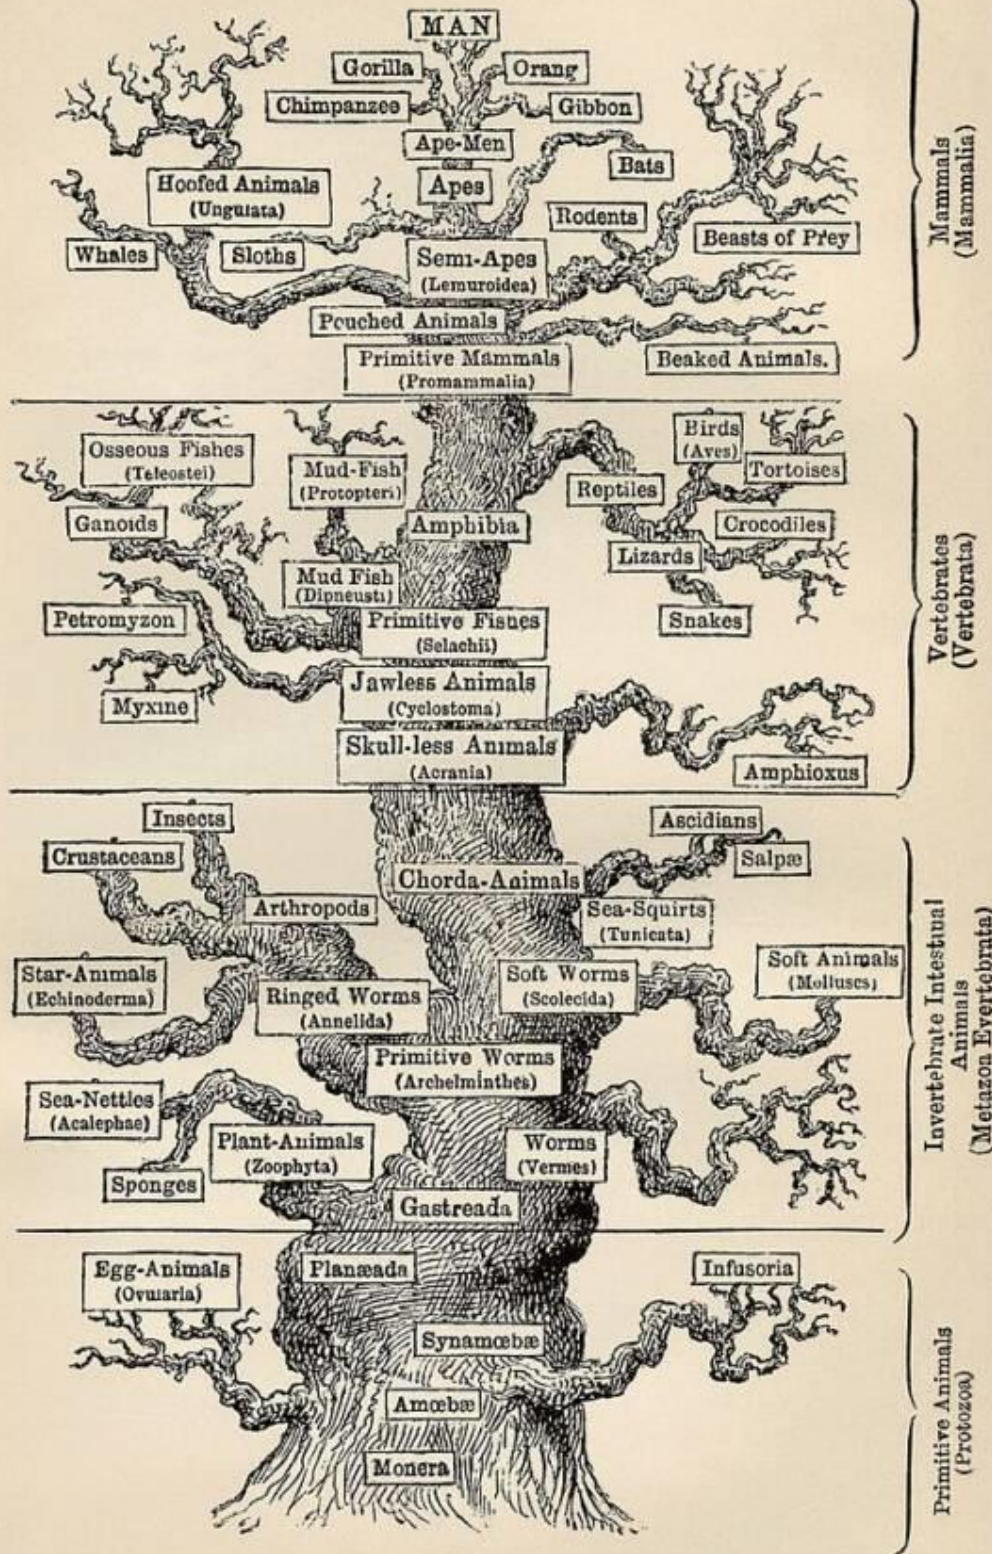 MAN
Gorilla
Orang
Chimpanzee
Gibbon
Ape-Men
Bats
Apes
Hoofed Animals
(Ungulata)
Rodents
Beasts of Prey
Whales
Sloths
Semi-Apes
(Lemuroidea)
Pouched Animals
Primitive Mammals
(Promammalia)
Beaked Animals.
Mammals
(Mammalia)
Osseous Fishes
(Teleostei)
Mud-Fish
(Protopteri)
Birds
(Aves)
Tortoises
Reptiles
Ganoids
Amphibia
Crocodiles
Lizards
Mud Fish
(Dipneusti)
Petromyzon
Primitive Fishes
(Selachii)
Snakes
Jawless Animals
(Cyclostoma)
Myxine
Skull-less Animals
(Acrania)
Amphioxus
Vertebrates
(Vertebrata)
Insects
Ascidians
Crustaceans
Salpæ
Chorda-Animals
Arthropods
Sea-Squirts
(Tunicata)
Star-Animals
(Echinoderma)
Ringed Worms
(Annelida)
Soft Worms
(Scolecida)
Soft Animals
(Molluscs)
Primitive Worms
(Archelminthes)
Sea-Nettles
(Acalephae)
Plant-Animals
(Zoophyta)
Worms
(Vermes)
Sponges
Gastreada
Invertebrate Intestinal
Animals
(Metazoa Evertebrata)
Egg-Animals
(Ovularia)
Planæada
Infusoria
Synamœbæ
Amœbæ
Monera
Primitive Animals
(Protozoa)